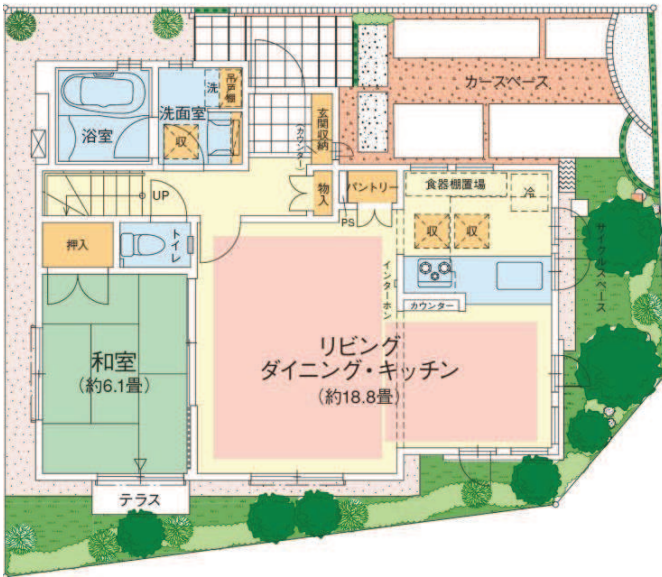 カースペース
浴室
洗面室
洗
吊戸棚
収
玄関収納
(カウンター)
物入
パントリー
PS
食器棚置場
冷
収
収
UP
トイレ
押入
インターホン
カウンター
サイクルスペース
和室
(約6.1畳)
リビング
ダイニング・キッチン
(約18.8畳)
テラス